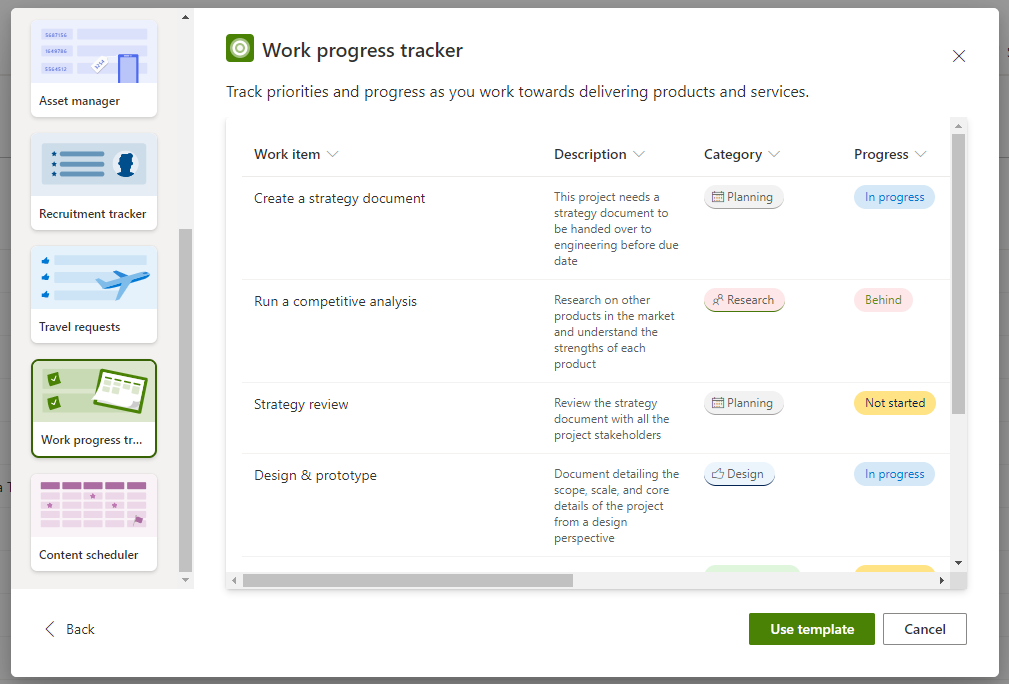 5687156
1649786
5564512
Asset manager
Recruitment tracker
Travel requests
Work progress tr...
Content scheduler
Work progress tracker
Track priorities and progress as you work towards delivering products and services.
Work item Description Category Progress
Create a strategy document
This project needs a
strategy document to
be handed over to
engineering before due
date
Planning
In progress
Run a competitive analysis
Research on other
products in the market
and understand the
strengths of each
product
Research
Behind
Strategy review
Review the strategy
document with all the
project stakeholders
Planning
Not started
Design & prototype
Document detailing the
scope, scale, and core
details of the project
from a design
perspective
Design
In progress
Back
Use template
Cancel